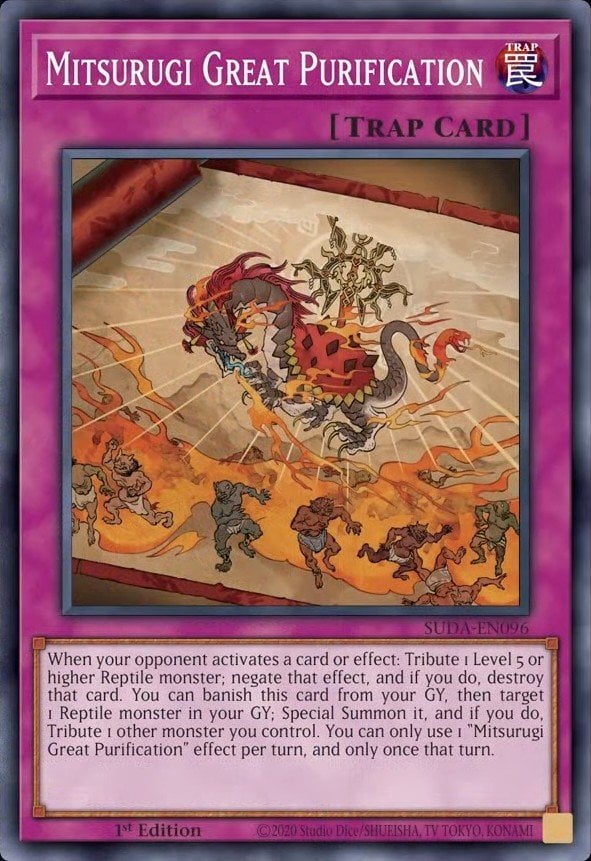 MITSURUGI GREAT PURIFICATION
TRAP
罠
[TRAP CARD]
SUDA-EN096
When your opponent activates a card or effect: Tribute 1 Level 5 or
higher Reptile monster; negate that effect, and if you do, destroy
that card. You can banish this card from your GY, then target
1 Reptile monster in your GY; Special Summon it, and if you do,
Tribute 1 other monster you control. You can only use 1 "Mitsurugi
Great Purification" effect per turn, and only once that turn.
1st Edition
©2020 Studio Dice/SHUEISHA, TV TOKYO, KONAMI